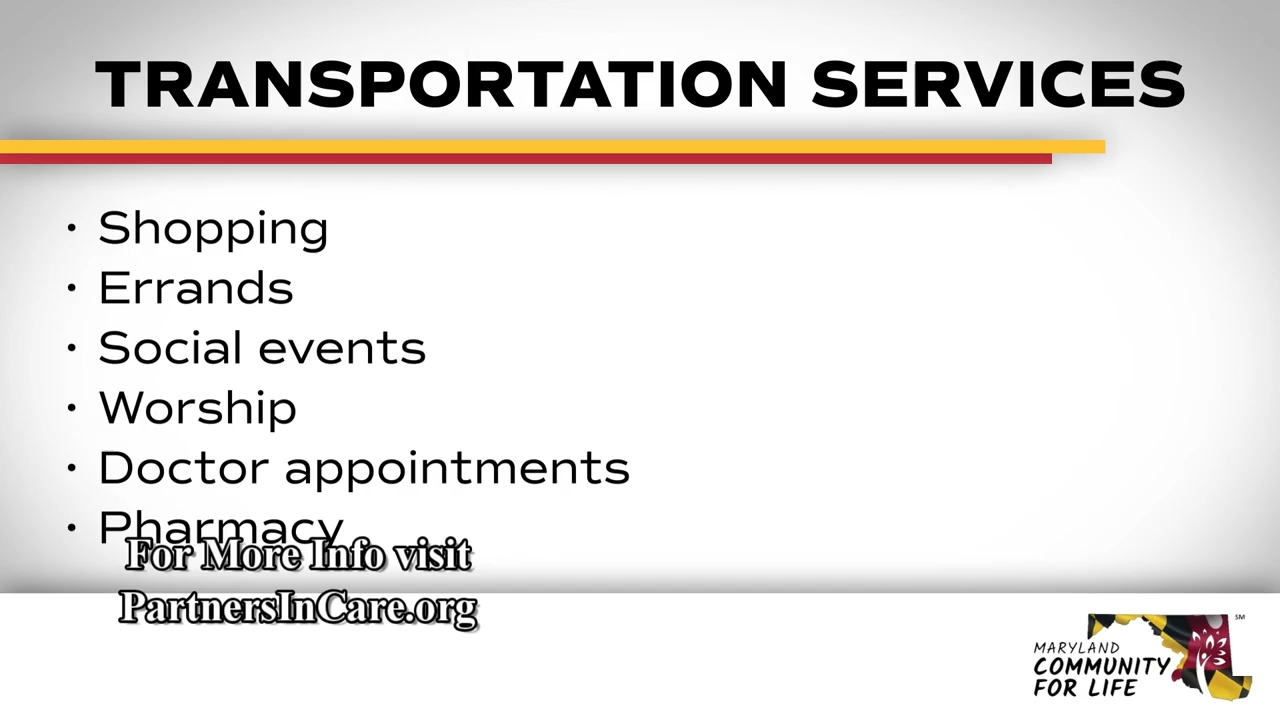 TRANSPORTATION SERVICES
• Shopping
• Errands
• Social events
• Worship
• Doctor appointments
• Pharmacy
For More Info visit
PartnersInCare.org
SM
MARYLAND
COMMUNITY
FOR LIFE